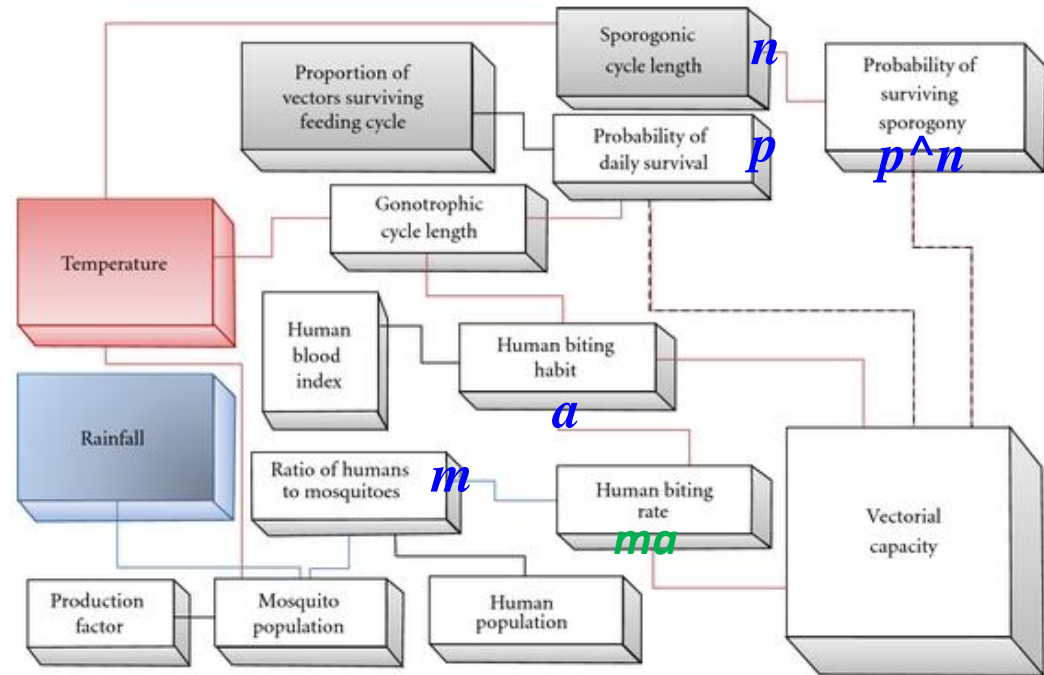 Sporogonic
cycle length
n
Proportion of
vectors surviving
feeding cycle
Probability of
surviving
sporogony
p^n
Probability of
daily survival
p
Gonotrophic
cycle length
Temperature
Human
blood
index
Human biting
habit
a
Rainfall
Ratio of humans
to mosquitoes
m
Human biting
rate
ma
Vectorial
capacity
Production
factor
Mosquito
population
Human
population